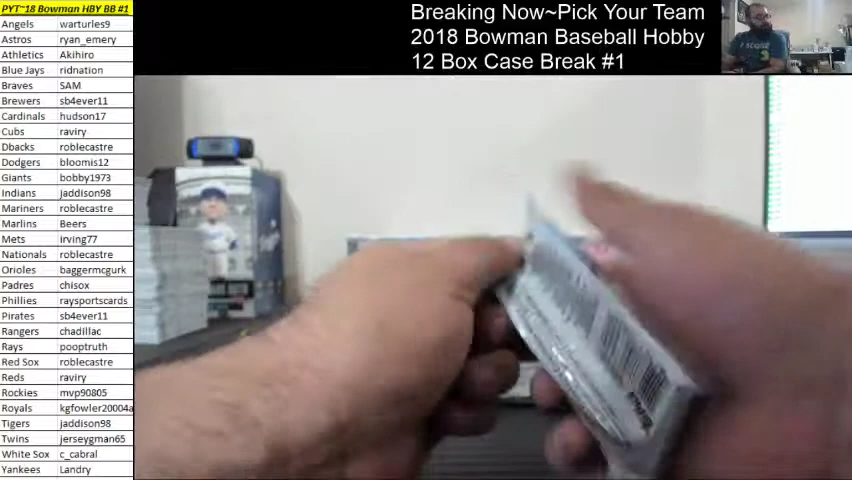 PYT~18 Bowman HBY BB #1
Angels warturles9
Astros ryan_emery
Athletics Akihiro
Blue Jays ridnation
Braves SAM
Brewers sb4ever11
Cardinals hudson17
Cubs raviry
Dbacks roblecastre
Dodgers bloomis12
Giants bobby1973
Indians jaddison98
Mariners roblecastre
Marlins Beers
Mets irving77
Nationals roblecastre
Orioles baggermcgurk
Padres chisox
Phillies raysportscards
Pirates sb4ever11
Rangers chadillac
Rays pooptruth
Red Sox roblecastre
Reds raviry
Rockies mvp90805
Royals kgfowler20004a
Tigers jaddison98
Twins jerseygman65
White Sox c_cabral
Yankees Landry
Breaking Now~Pick Your Team
2018 Bowman Baseball Hobby
12 Box Case Break #1